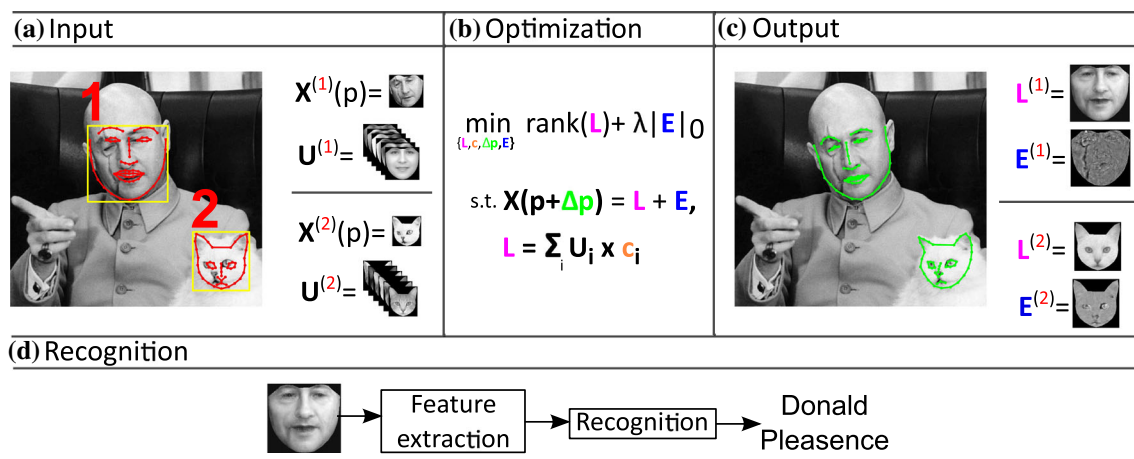 (a) Input
1
2
X(1)(p)=
U(1)=
X(2)(p)=
U(2)=
(b) Optimization
min rank(L)+ λ|E|0
{L,c,Δp,E}
s.t. X(p+Δp) = L + E,
L = Σi Ui x ci
(c) Output
L(1)=
E(1)=
L(2)=
E(2)=
(d) Recognition
Feature
extraction
Recognition
Donald
Pleasence